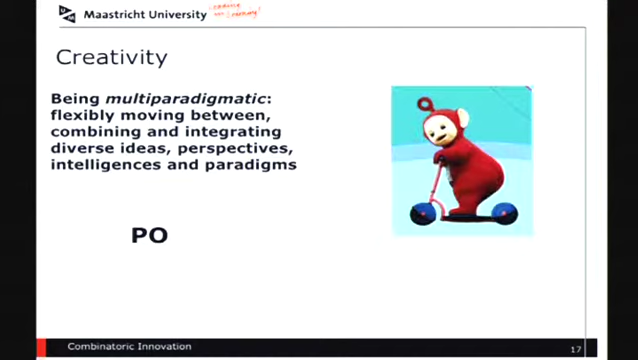 Maastricht University
Creativity
Being multiparadigmatic:
flexibly moving between,
combining and integrating
diverse ideas, perspectives,
intelligences and paradigms
PO
Combinatoric Innovation
17